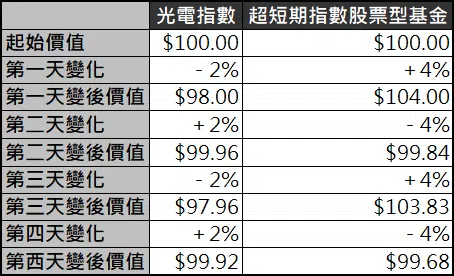 光電指數 超短期指數股票型基金
起始價值 $100.00 $100.00
第一天變化 - 2% + 4%
第一天變後價值 $98.00 $104.00
第二天變化 + 2% - 4%
第二天變後價值 $99.96 $99.84
第三天變化 - 2% + 4%
第三天變後價值 $97.96 $103.83
第四天變化 + 2% - 4%
第西天變後價值 $99.92 $99.68